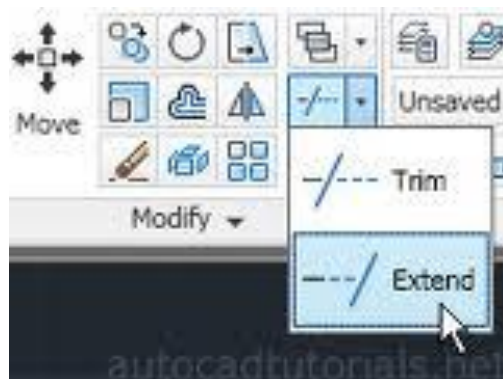 Move
Unsaved
Trim
Modify
Extend
autocadtutorials.net